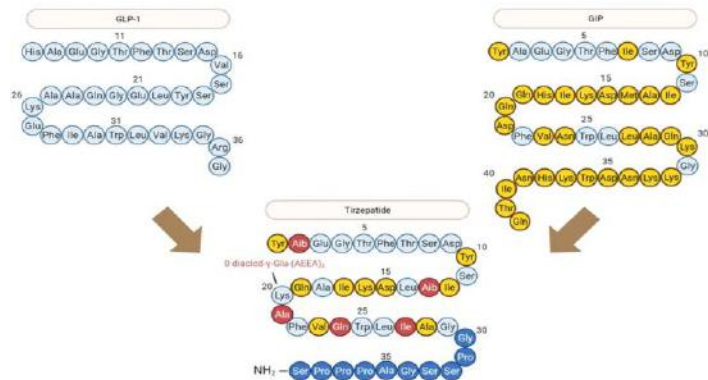 GLP-1
11
His Ala Glu Gly Thr Phe Thr Ser Asp
Val 16
Ser
21
Ala Ala Gln Gly Glu Leu Tyr Ser
26 Lys
Glu
31
Phe Ile Ala Trp Leu Val Lys Gly
Arg 36
Gly
GIP
5
Tyr Ala Glu Gly Thr Phe Ile Ser Asp
Tyr 10
Ser
15
Gln His Ile Lys Asp Met Ala Ile
20 Gln
Asp
25
Phe Val Asn Trp Leu Leu Ala Gln
Lys 30
Gly
35
Asn His Lys Trp Asp Asn Lys Lys
40 Ile
Thr
Gln
Tirzepatide
5
Tyr Aib Glu Gly Thr Phe Thr Ser Asp
Tyr 10
Ser
15
Gln Ala Ile Lys Asp Leu Aib Ile
20 Lys
Ala
25
Phe Val Gln Trp Leu Ile Ala Gly
Gly 30
Pro
35
NH₂ Ser Pro Pro Pro Ala Gly Ser Ser